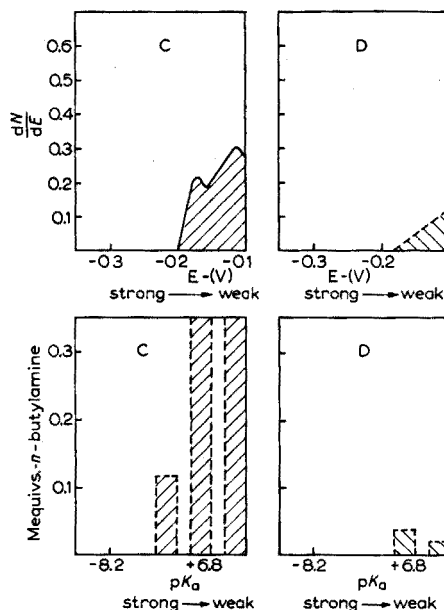 C
D
0.6
0.5
0.4
0.3
0.2
0.1
dN
dE
-0.3
-0.2
-0.1
-0.3
-0.2
E-(V)
E-(V)
strong → weak
strong → weak
C
D
0.3
0.2
0.1
Mequivs.-n-butylamine
-8.2
+6.8
-8.2
+6.8
pKa
pKa
strong → weak
strong → weak